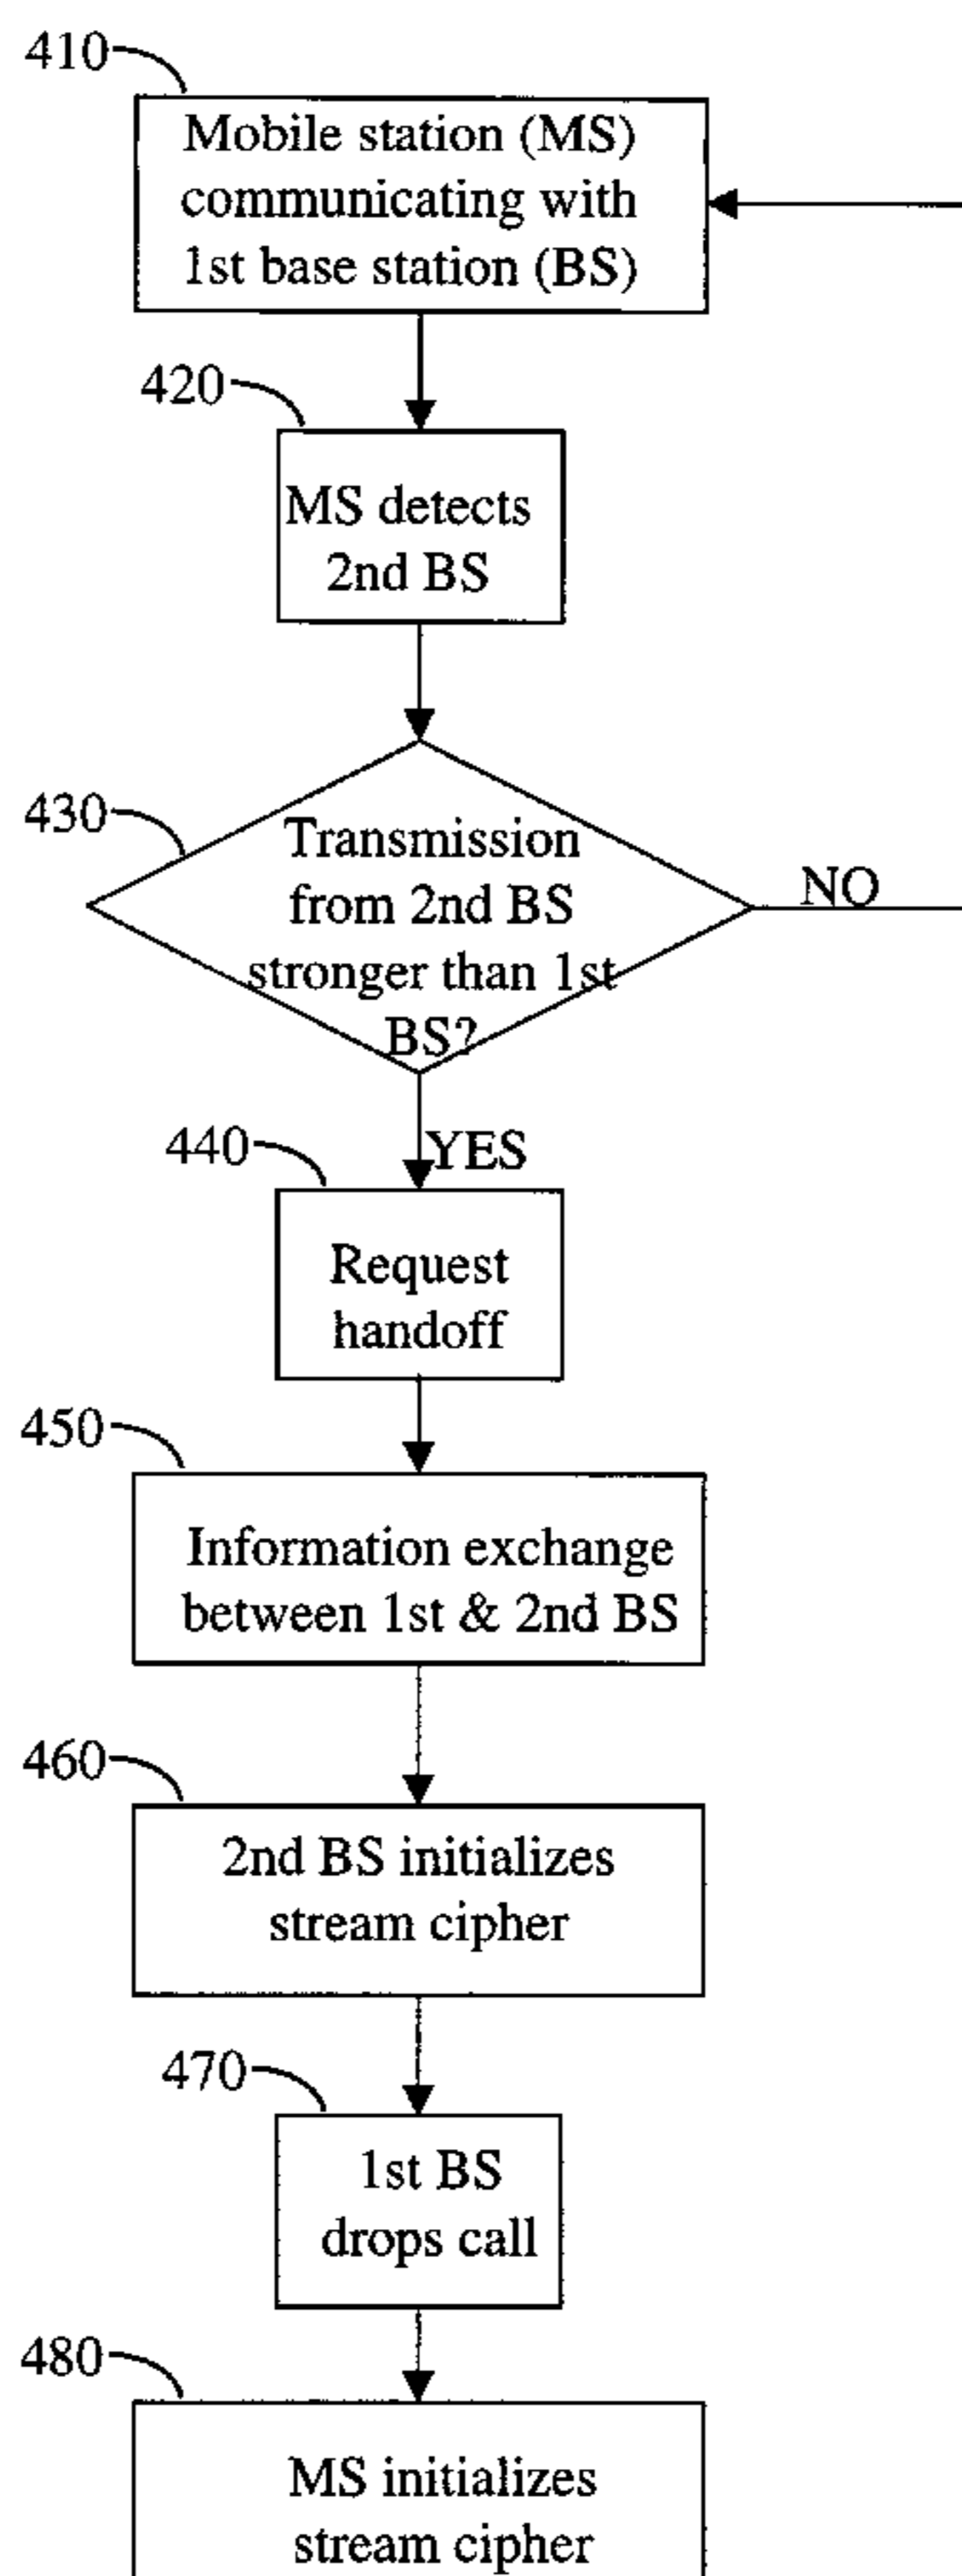 410
Mobile station (MS)
communicating with
1st base station (BS)
420
MS detects
2nd BS
430
Transmission
from 2nd BS
stronger than 1st
BS?
NO
YES
440
Request
handoff
450
Information exchange
between 1st & 2nd BS
460
2nd BS initializes
stream cipher
470
1st BS
drops call
480
MS initializes
stream cipher